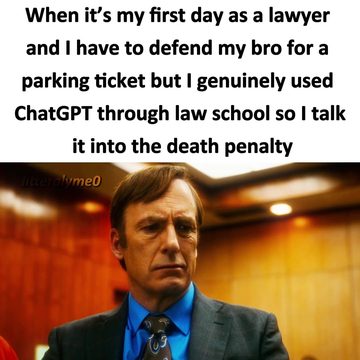 When it's my first day as a lawyer
and I have to defend my bro for a
parking ticket but I genuinely used
ChatGPT through law school so I talk
it into the death penalty
litterallyme0